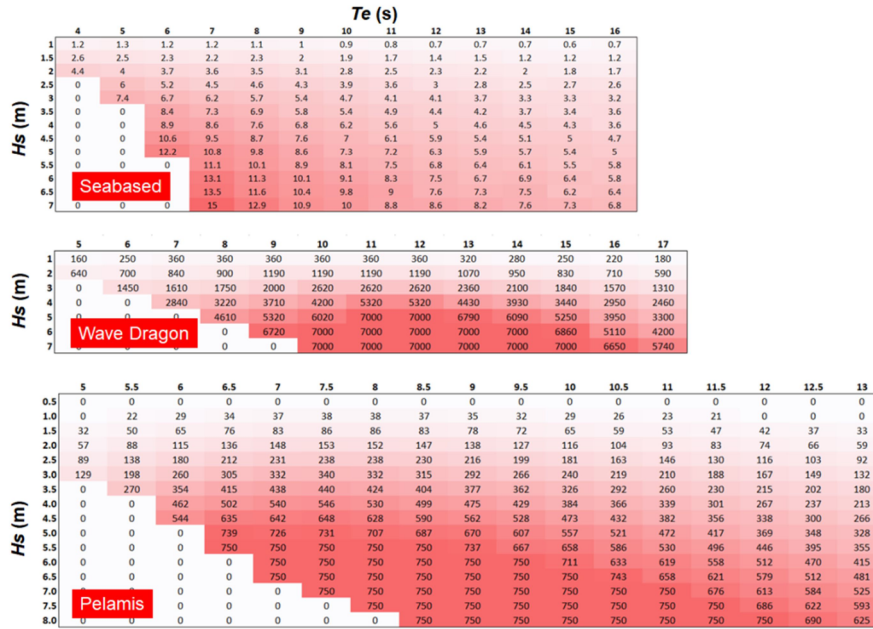 Te (s)
4 5 6 7 8 9 10 11 12 13 14 15 16
1 1.2 1.3 1.2 1.2 1.1 1 0.9 0.8 0.7 0.7 0.7 0.6 0.7
1.5 2.6 2.5 2.3 2.2 2.3 2 1.9 1.7 1.4 1.5 1.2 1.2 1.2
2 4.4 4 3.7 3.6 3.5 3.1 2.8 2.5 2.3 2.2 2 1.8 1.7
2.5 0 6 5.2 4.5 4.6 4.3 3.9 3.6 3 2.8 2.5 2.7 2.6
3 0 7.4 6.7 6.2 5.7 5.4 4.7 4.1 4.1 3.7 3.3 3.3 3.2
3.5 0 0 8.4 7.3 6.9 5.8 5.4 4.9 4.4 4.2 3.7 3.4 3.6
4 0 0 8.9 8.6 7.6 6.8 6.2 5.6 5 4.6 4.5 4.3 3.6
4.5 0 0 10.6 9.5 8.7 7.6 7 6.1 5.9 5.4 5.1 5 4.7
5 0 0 12.2 10.8 9.8 8.6 7.3 7.2 6.3 5.9 5.7 5.4 5
5.5 0 0 0 11.1 10.1 8.9 8.1 7.5 6.8 6.4 6.1 5.5 5.8
6 13.1 11.3 10.1 9.1 8.3 7.5 6.7 6.9 6.4 5.8
6.5 13.5 11.6 10.4 9.8 9 7.6 7.3 7.5 6.2 6.4
7 0 0 0 15 12.9 10.9 10 8.8 8.6 8.2 7.6 7.3 6.8
Hs (m)
Seabased
5 6 7 8 9 10 11 12 13 14 15 16 17
1 160 250 360 360 360 360 360 360 320 280 250 220 180
2 640 700 840 900 1190 1190 1190 1190 1070 950 830 710 590
3 0 1450 1610 1750 2000 2620 2620 2620 2360 2100 1840 1570 1310
4 0 0 2840 3220 3710 4200 5320 5320 4430 3930 3440 2950 2460
5 0 0 0 4610 5320 6020 7000 7000 6790 6090 5250 3950 3300
6 0 6720 7000 7000 7000 7000 7000 6860 5110 4200
7 0 0 7000 7000 7000 7000 7000 7000 6650 5740
Hs (m)
Wave Dragon
5 5.5 6 6.5 7 7.5 8 8.5 9 9.5 10 10.5 11 11.5 12 12.5 13
0.5 0 0 0 0 0 0 0 0 0 0 0 0 0 0 0 0 0
1.0 0 22 29 34 37 38 38 37 35 32 29 26 23 21 0 0 0
1.5 32 50 65 76 83 86 86 83 78 72 65 59 53 47 42 37 33
2.0 57 88 115 136 148 153 152 147 138 127 116 104 93 83 74 66 59
2.5 89 138 180 212 231 238 238 230 216 199 181 163 146 130 116 103 92
3.0 129 198 260 305 332 340 332 315 292 266 240 219 210 188 167 149 132
3.5 0 270 354 415 438 440 424 404 377 362 326 292 260 230 215 202 180
4.0 0 0 462 502 540 546 530 499 475 429 384 366 339 301 267 237 213
4.5 0 0 544 635 642 648 628 590 562 528 473 432 382 356 338 300 266
5.0 0 0 0 739 726 731 707 687 670 607 557 521 472 417 369 348 328
5.5 0 0 0 750 750 750 750 750 737 667 658 586 530 496 446 395 355
6.0 0 0 0 0 750 750 750 750 750 750 711 633 619 558 512 470 415
6.5 0 0 0 0 750 750 750 750 750 750 750 743 658 621 579 512 481
7.0 0 0 0 0 0 750 750 750 750 750 750 750 750 676 613 584 525
7.5 0 0 0 750 750 750 750 750 750 750 750 686 622 593
8.0 0 0 0 0 0 0 0 750 750 750 750 750 750 750 750 690 625
Hs (m)
Pelamis